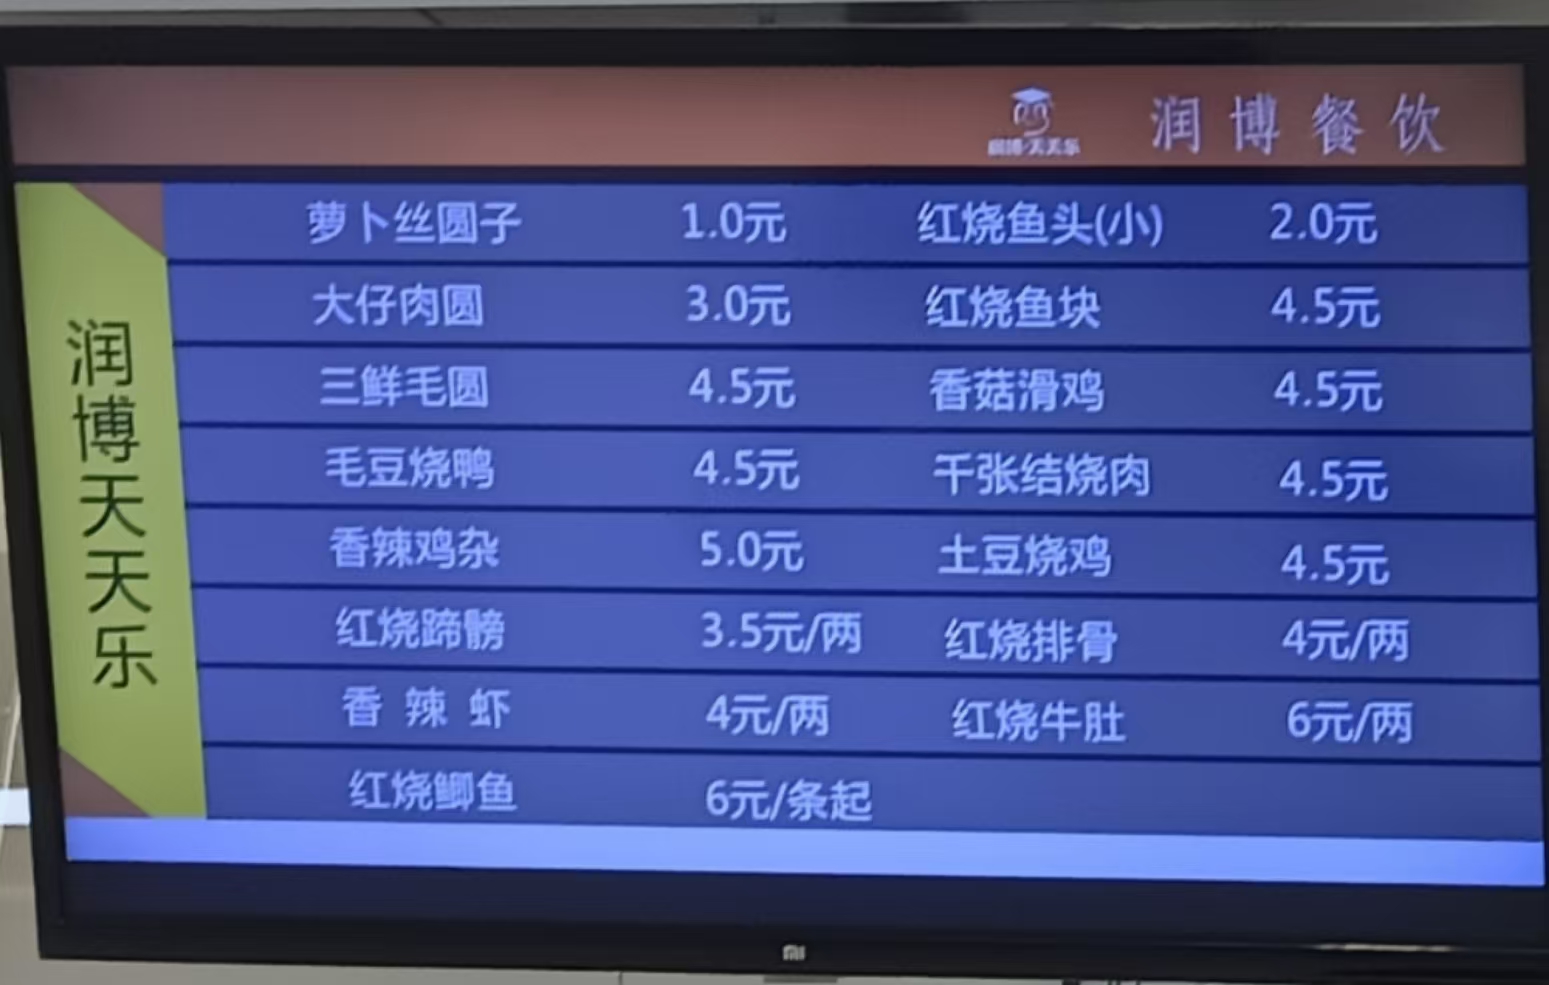 润博·天天乐 润博餐饮
萝卜丝圆子 1.0元 红烧鱼头(小) 2.0元
大仔肉圆 3.0元 红烧鱼块 4.5元
三鲜毛圆 4.5元 香菇滑鸡 4.5元
毛豆烧鸭 4.5元 千张结烧肉 4.5元
香辣鸡杂 5.0元 土豆烧鸡 4.5元
红烧蹄髈 3.5元/两 红烧排骨 4元/两
香辣虾 4元/两 红烧牛肚 6元/两
红烧鲫鱼 6元/条起
润博天天乐
mi